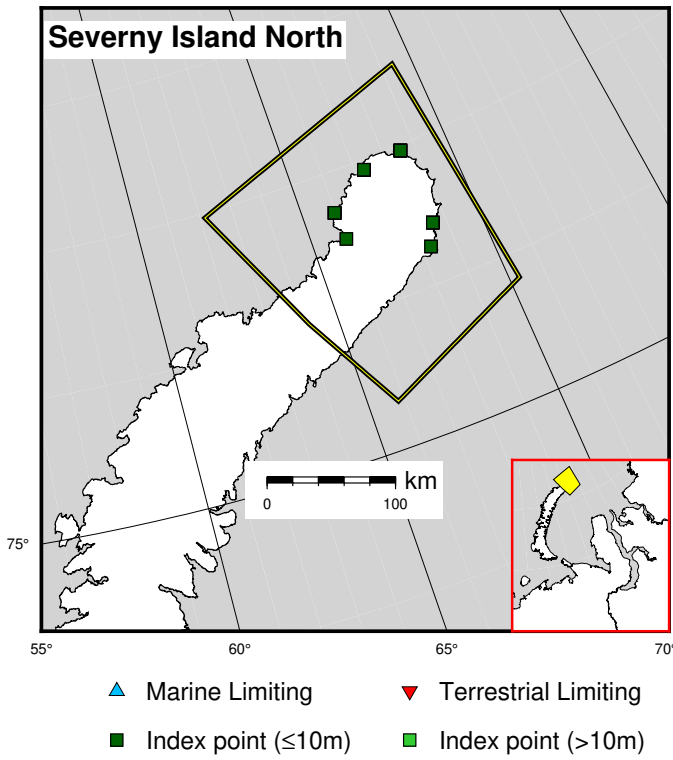 Severny Island North
km
0 100
75°
55° 60° 65° 70°
Marine Limiting Terrestrial Limiting
Index point (≤10m) Index point (>10m)